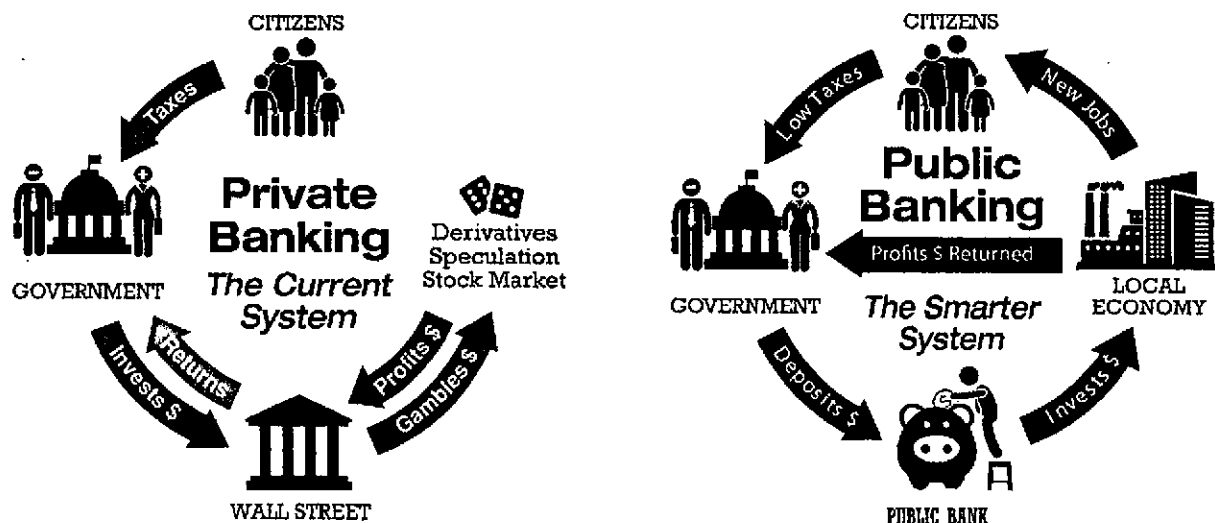 CITIZENS
Taxes
Private
Banking
The Current
System
GOVERNMENT
Derivatives
Speculation
Stock Market
Invests $
Returns
Profits $
Gambles $
WALL STREET
CITIZENS
Low Taxes
New Jobs
Public
Banking
Profits $ Returned
The Smarter
System
GOVERNMENT
LOCAL
ECONOMY
Deposits $
Invests $
PUBLIC BANK